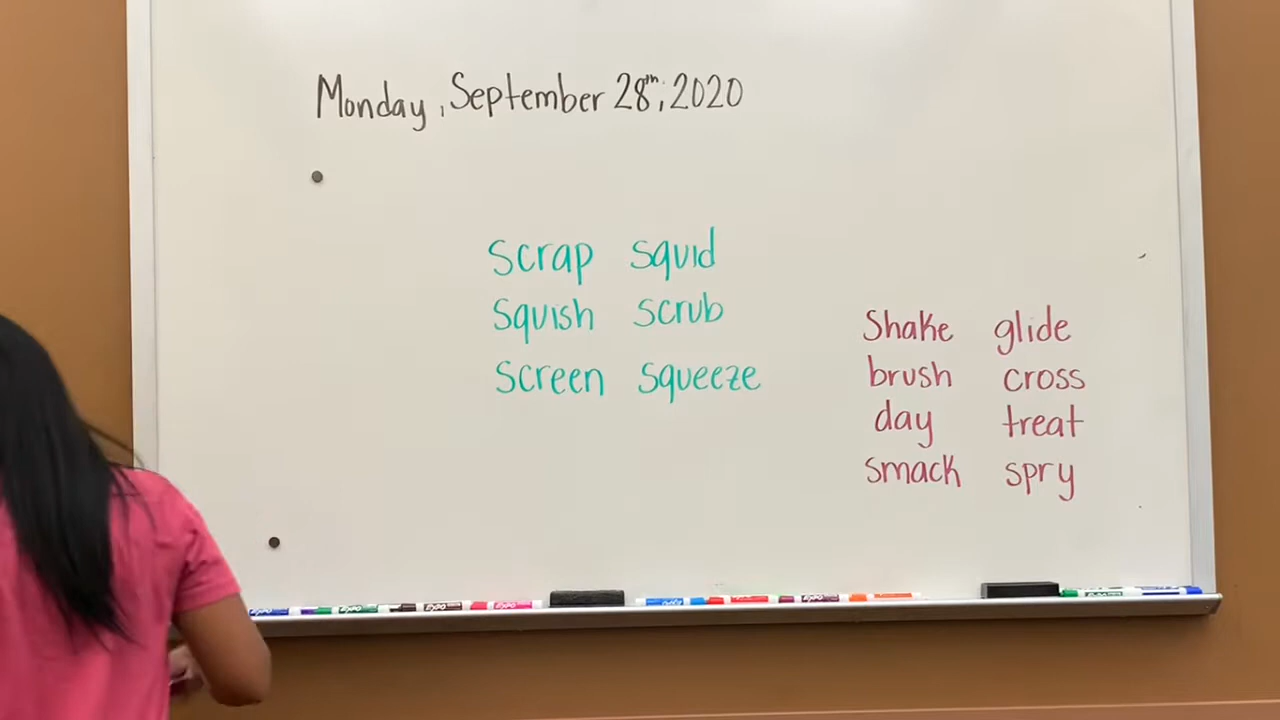 Monday, September 28th, 2020
scrap squid
squish scrub
screen squeeze
Shake glide
brush cross
day treat
smack spry